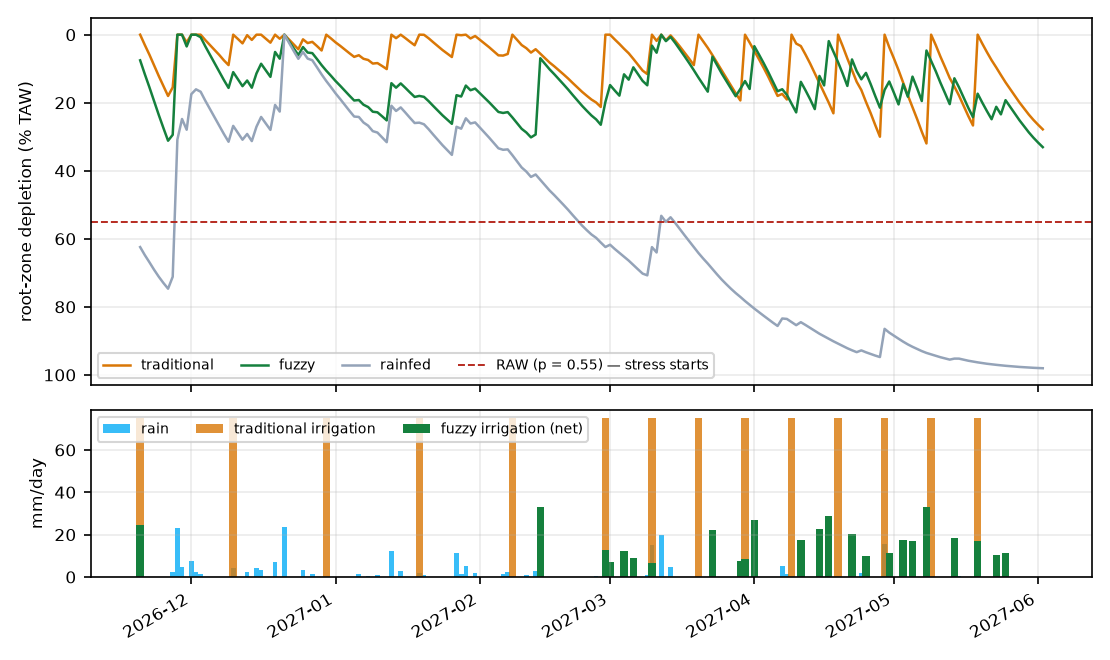 root-zone depletion (% TAW)
0
20
40
60
80
100
traditional fuzzy rainfed RAW (p = 0.55) — stress starts
mm/day
60
40
20
0
rain traditional irrigation fuzzy irrigation (net)
2026-12 2027-01 2027-02 2027-03 2027-04 2027-05 2027-06